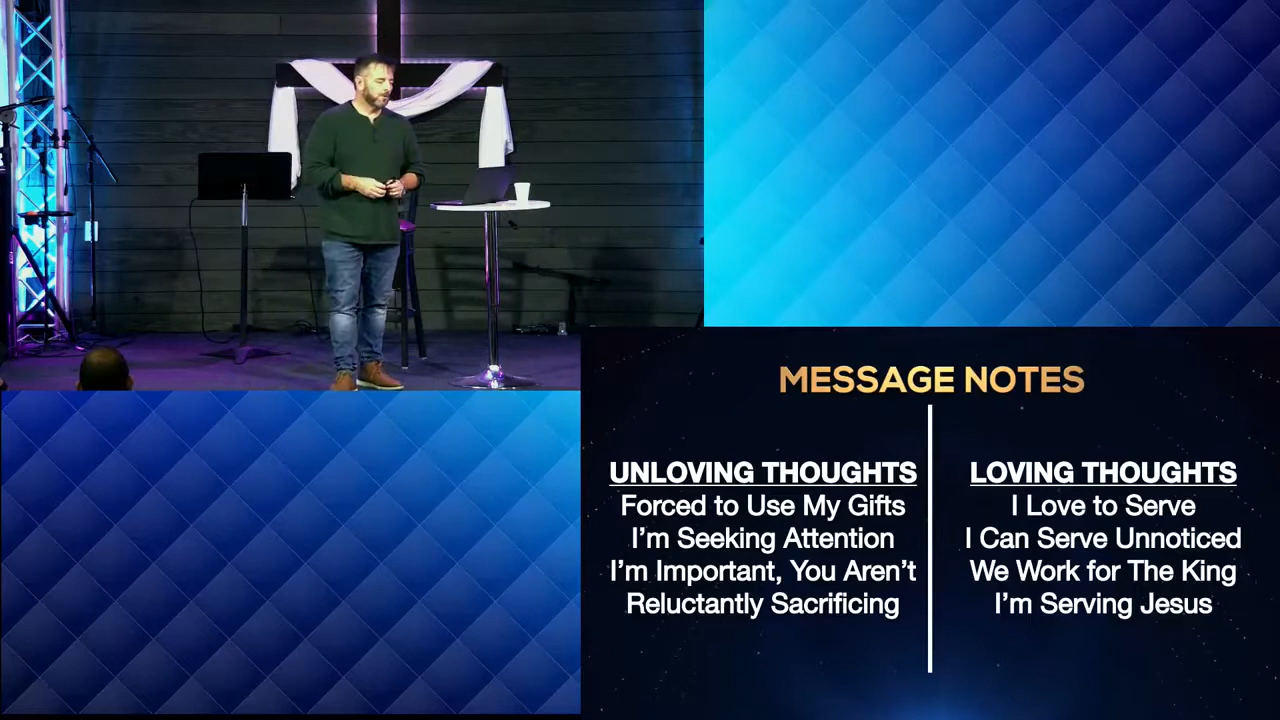 MESSAGE NOTES
UNLOVING THOUGHTS
Forced to Use My Gifts
I'm Seeking Attention
I'm Important, You Aren't
Reluctantly Sacrificing
LOVING THOUGHTS
I Love to Serve
I Can Serve Unnoticed
We Work for The King
I'm Serving Jesus